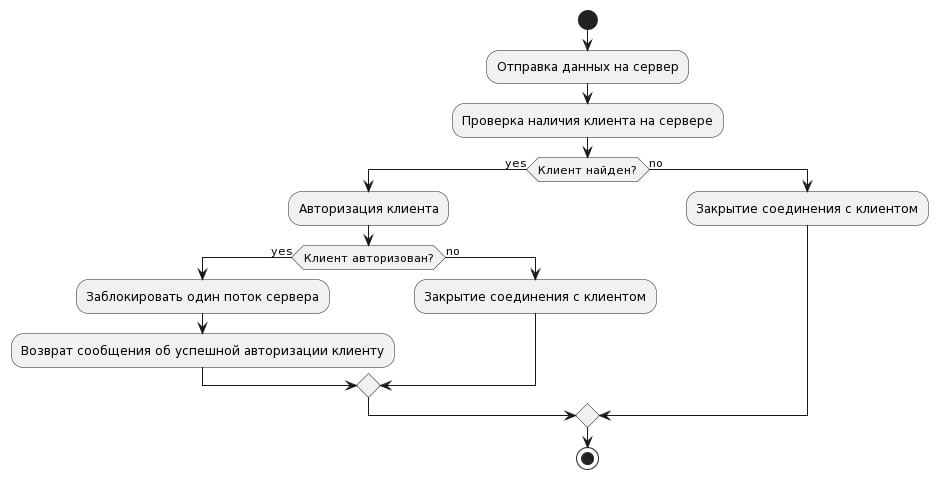 Отправка данных на сервер
Проверка наличия клиента на сервере
yes
Клиент найден?
no
Авторизация клиента
Закрытие соединения с клиентом
yes
Клиент авторизован?
no
Заблокировать один поток сервера
Закрытие соединения с клиентом
Возврат сообщения об успешной авторизации клиенту